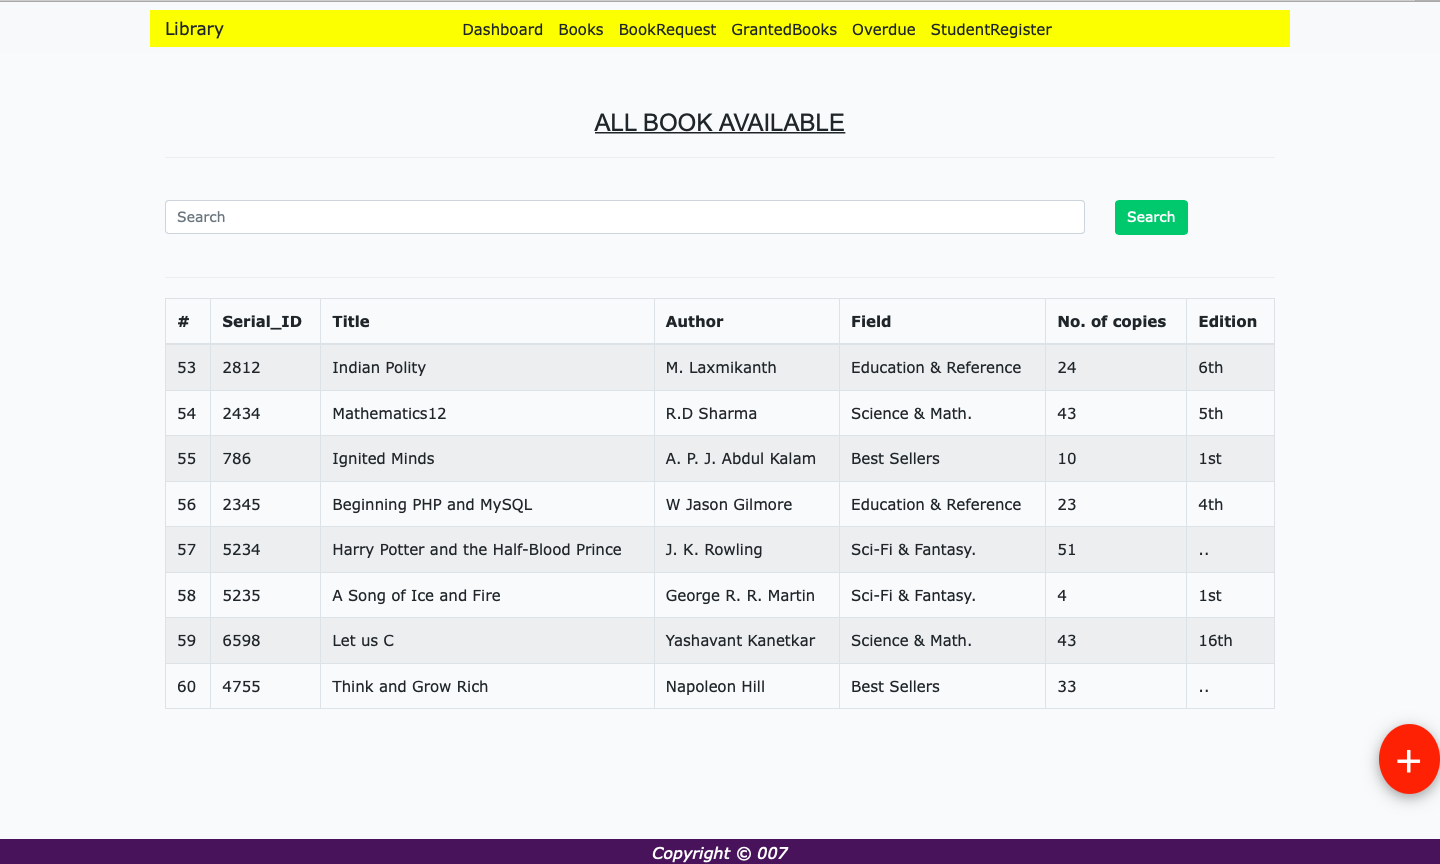 Library Dashboard Books BookRequest GrantedBooks Overdue StudentRegister
ALL BOOK AVAILABLE
Search Search
# Serial_ID Title Author Field No. of copies Edition
53 2812 Indian Polity M. Laxmikanth Education & Reference 24 6th
54 2434 Mathematics12 R.D Sharma Science & Math. 43 5th
55 786 Ignited Minds A. P. J. Abdul Kalam Best Sellers 10 1st
56 2345 Beginning PHP and MySQL W Jason Gilmore Education & Reference 23 4th
57 5234 Harry Potter and the Half-Blood Prince J. K. Rowling Sci-Fi & Fantasy. 51 ..
58 5235 A Song of Ice and Fire George R. R. Martin Sci-Fi & Fantasy. 4 1st
59 6598 Let us C Yashavant Kanetkar Science & Math. 43 16th
60 4755 Think and Grow Rich Napoleon Hill Best Sellers 33 ..
+
Copyright © 007